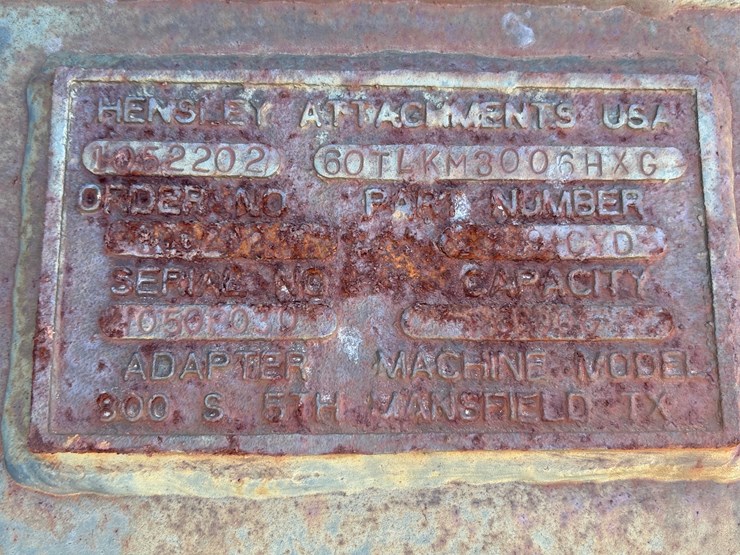 HENSLEY ATTACHMENTS USA
1052202 60TLKM3006HXG
ORDER NO PART NUMBER
CYD
SERIAL NO CAPACITY
ADAPTER MACHINE MODEL
300 S 5TH MANSFIELD TX